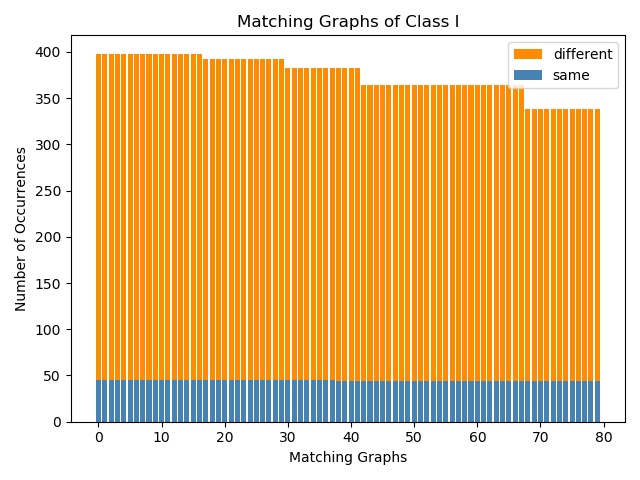 Matching Graphs of Class I
different
same
Number of Occurrences
400
350
300
250
200
150
100
50
0
0 10 20 30 40 50 60 70 80
Matching Graphs